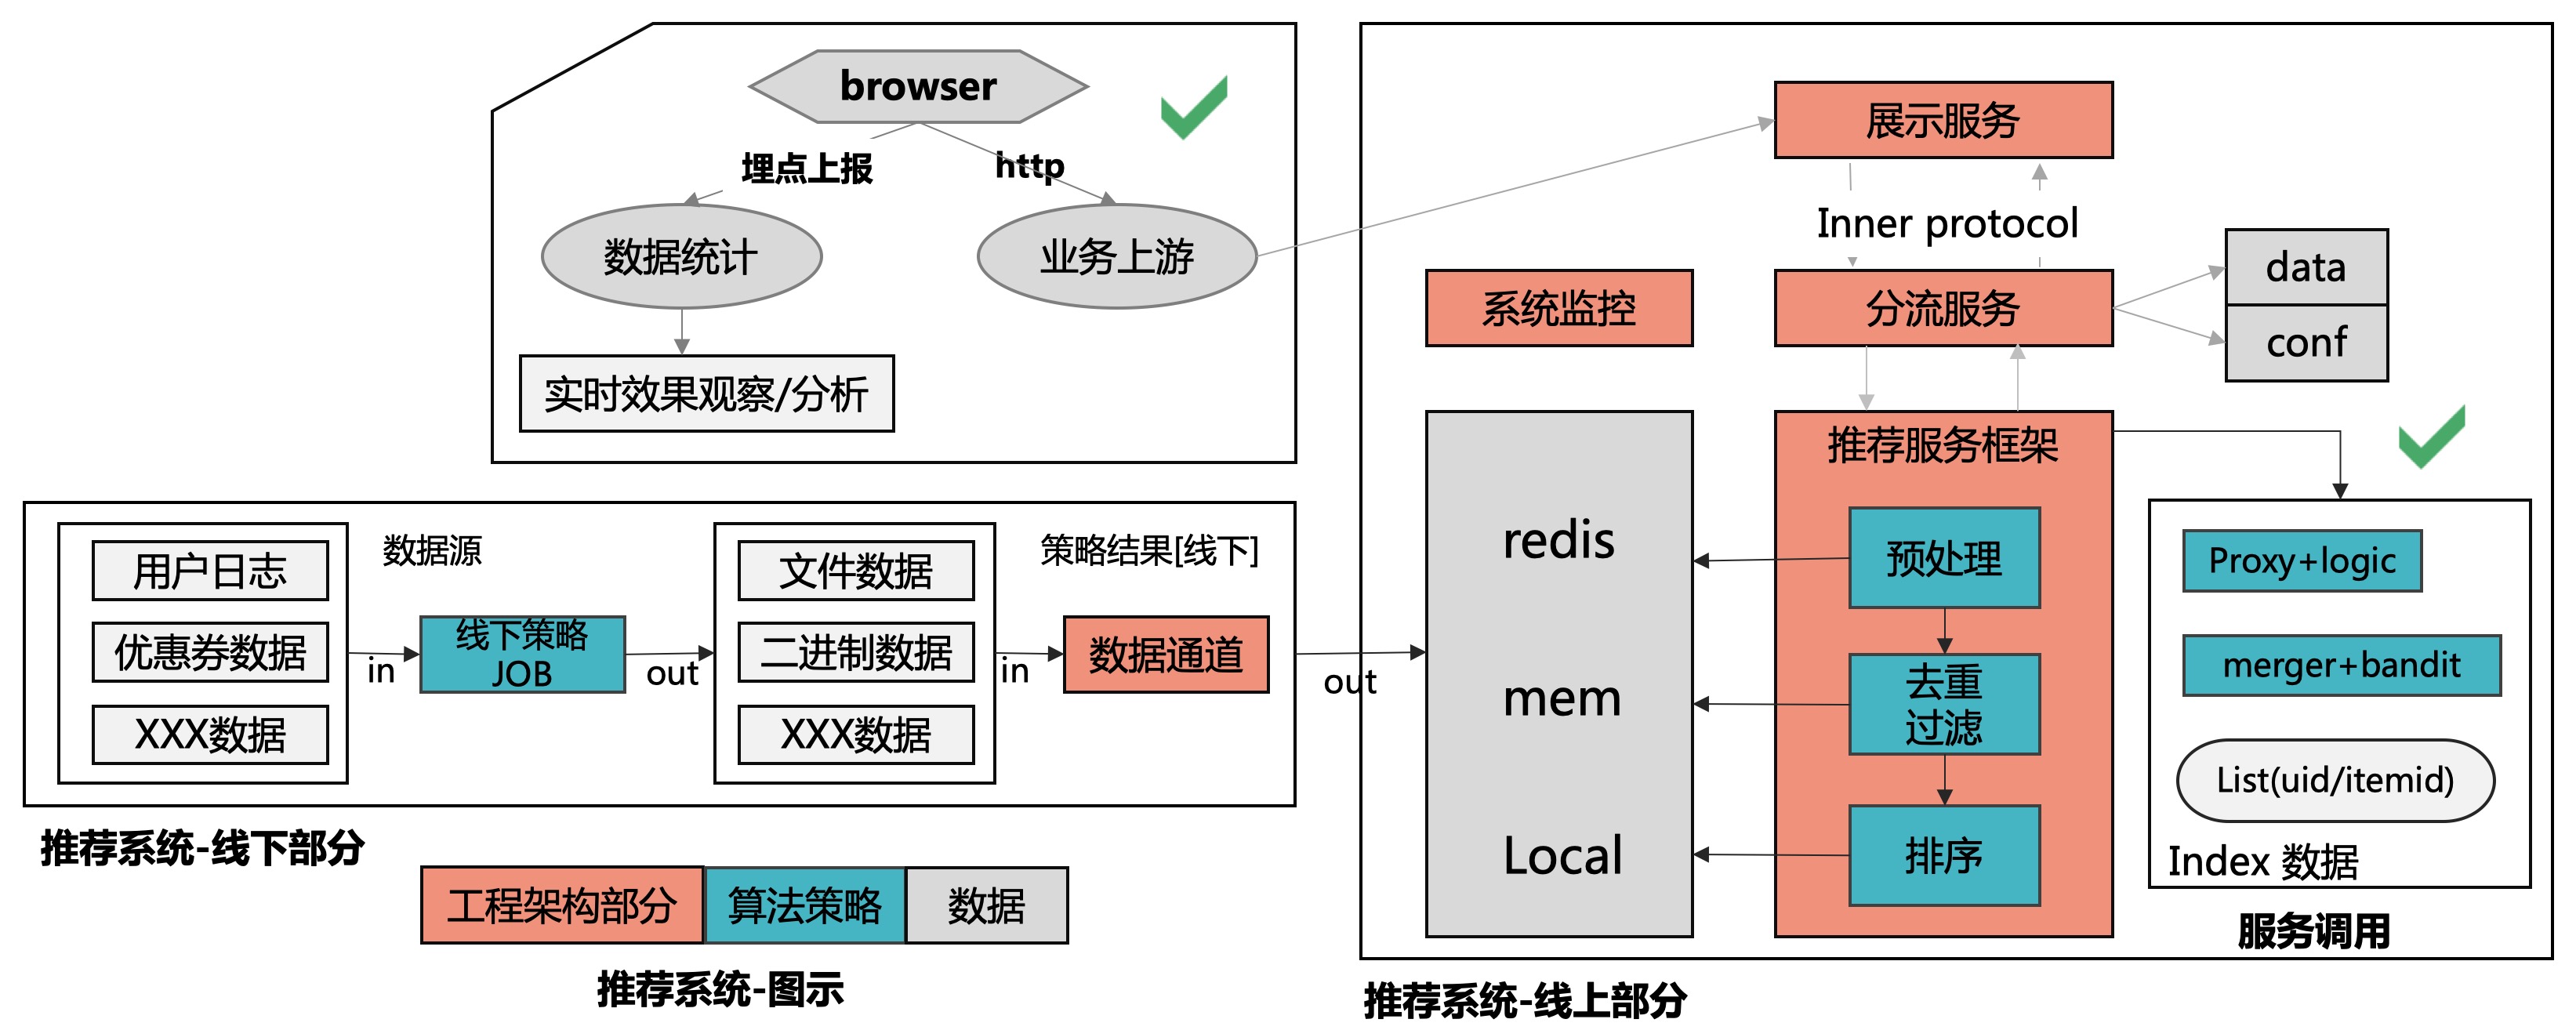 browser
埋点上报
http
数据统计
业务上游
实时效果观察/分析
用户日志
优惠券数据
XXX数据
数据源
in
线下策略
JOB
out
文件数据
二进制数据
XXX数据
策略结果[线下]
in
数据通道
out
推荐系统-线下部分
工程架构部分
算法策略
数据
推荐系统-图示
展示服务
Inner protocol
系统监控
分流服务
data
conf
redis
mem
Local
推荐服务框架
预处理
去重
过滤
排序
Proxy+logic
merger+bandit
List(uid/itemid)
Index 数据
服务调用
推荐系统-线上部分